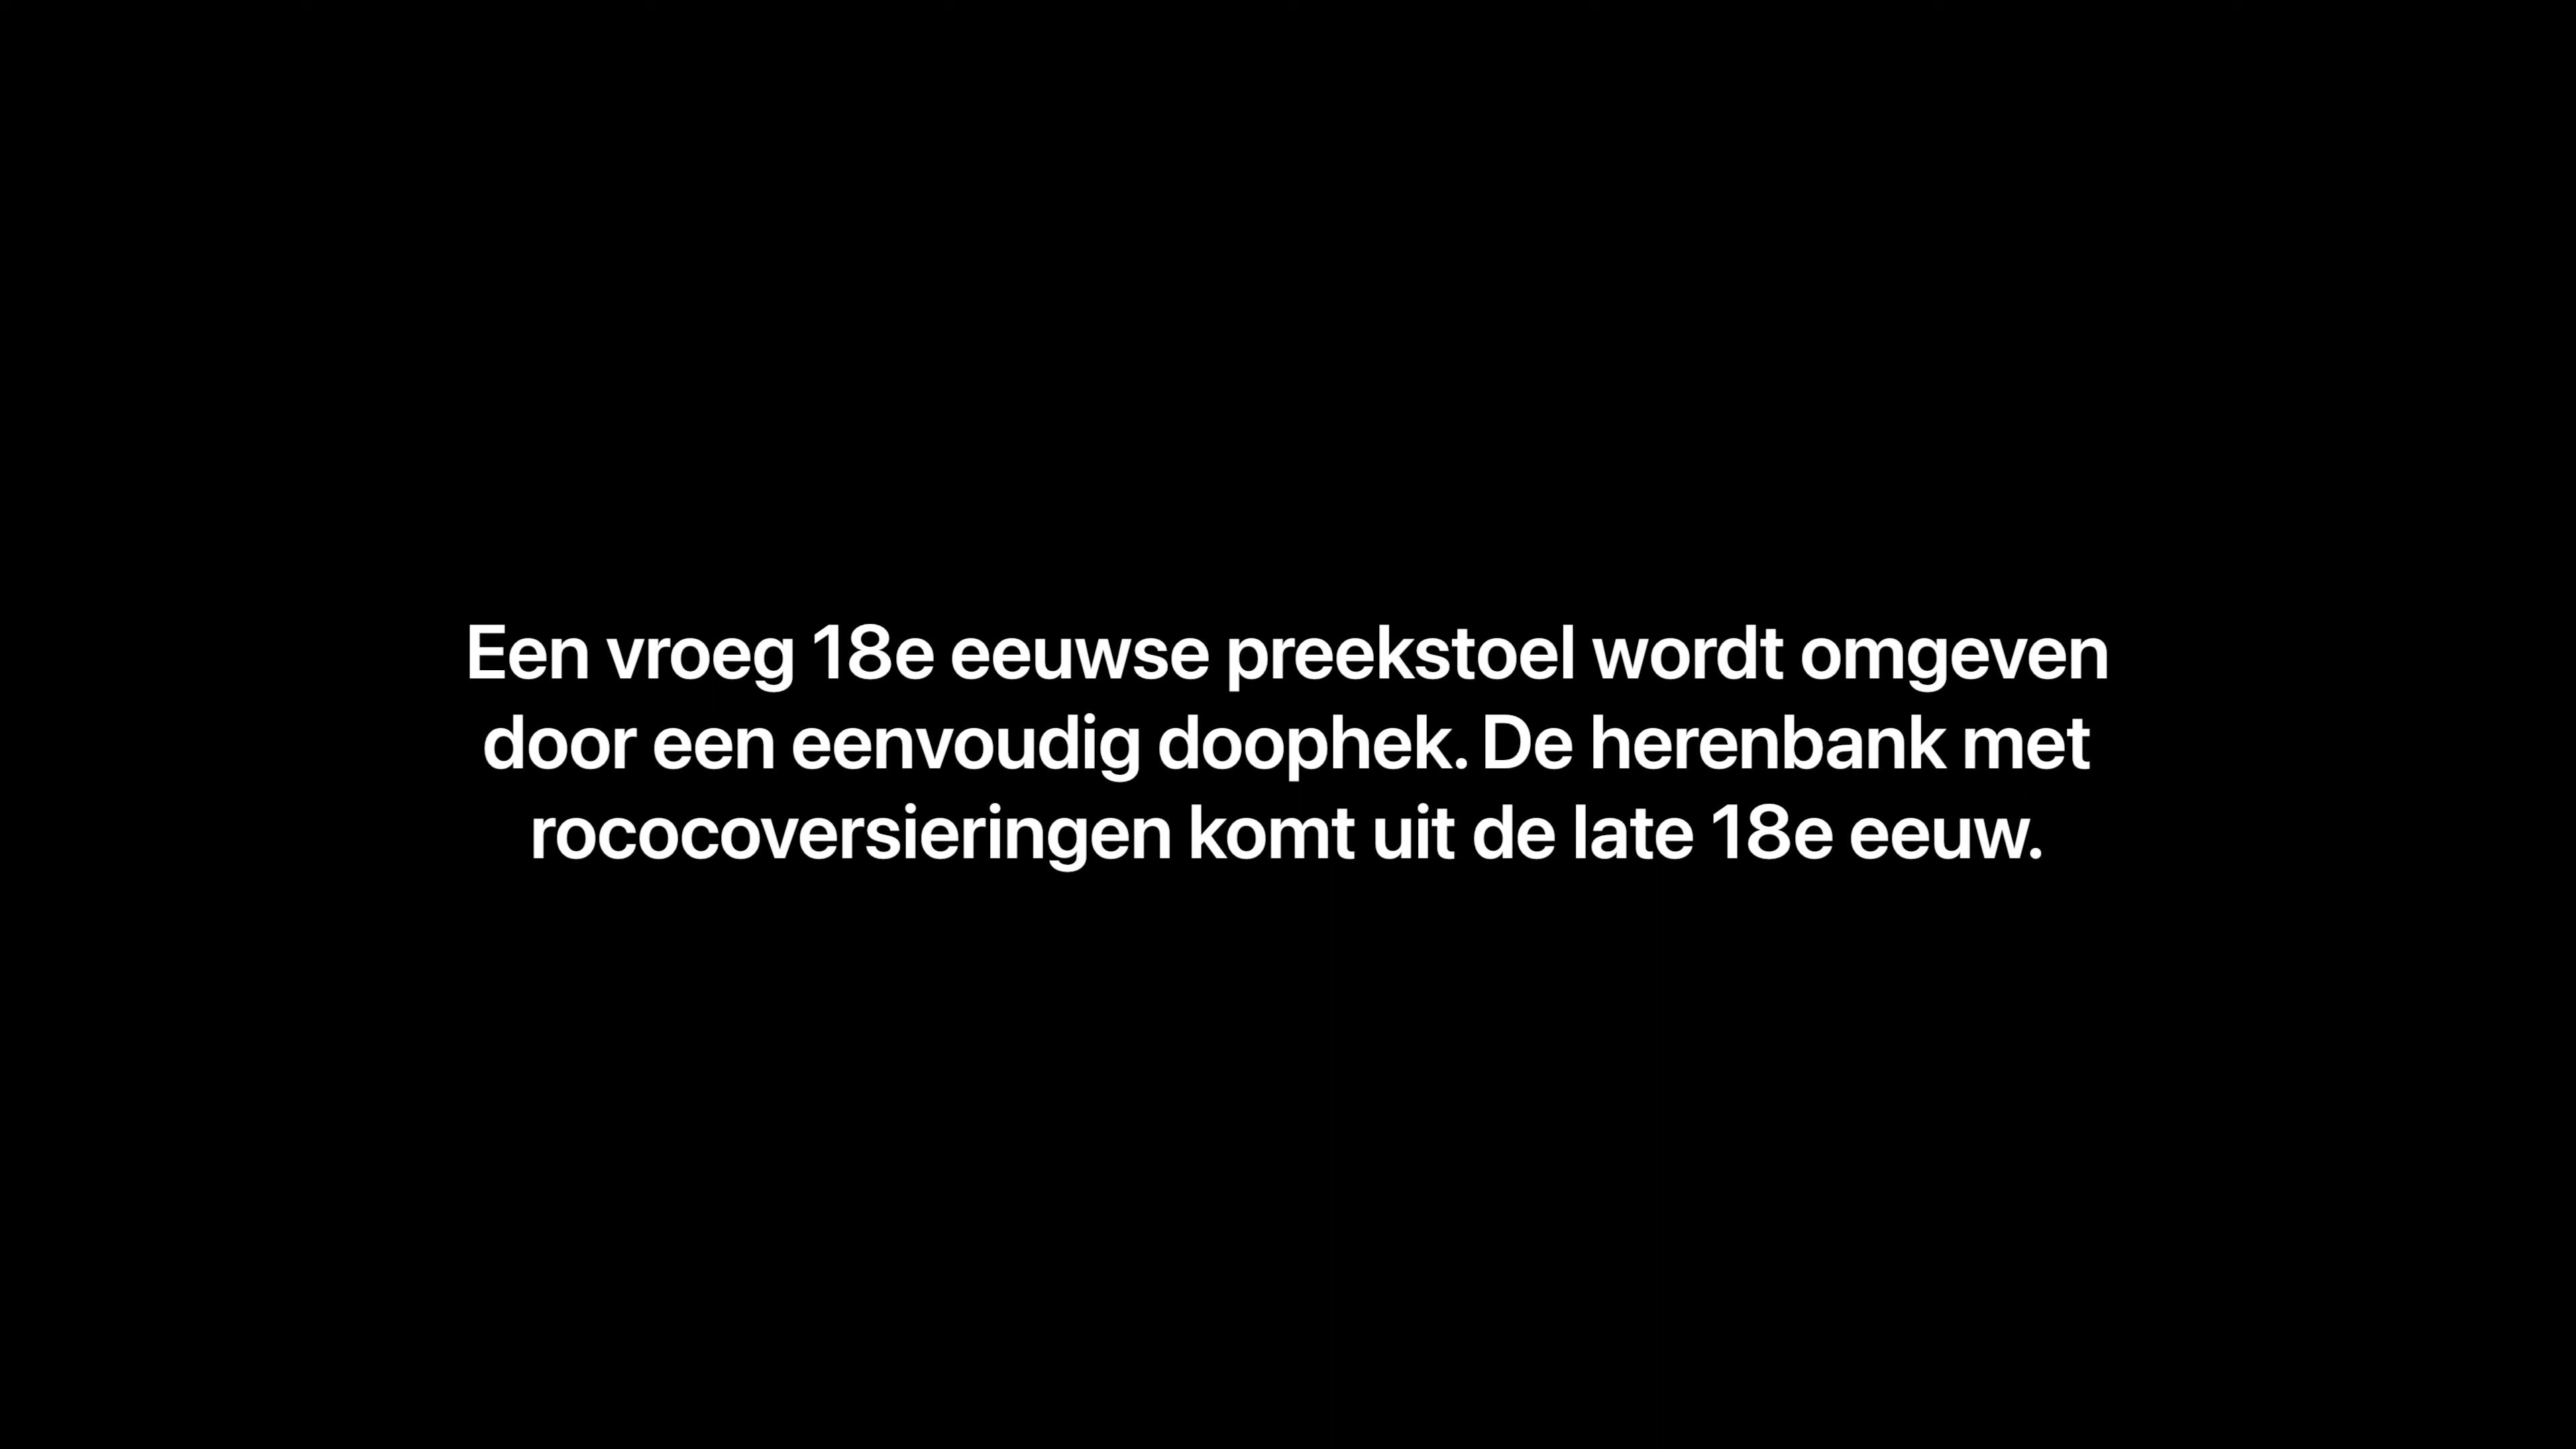 Een vroeg 18e eeuwse preekstoel wordt omgeven
door een eenvoudig doophek. De herenbank met
rococoversieringen komt uit de late 18e eeuw.